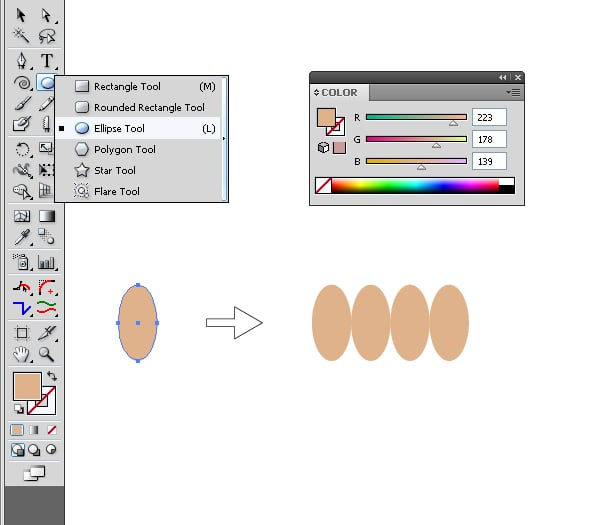 T
Rectangle Tool (M)
Rounded Rectangle Tool
Ellipse Tool (L)
Polygon Tool
Star Tool
Flare Tool
COLOR
R 223
G 178
B 139